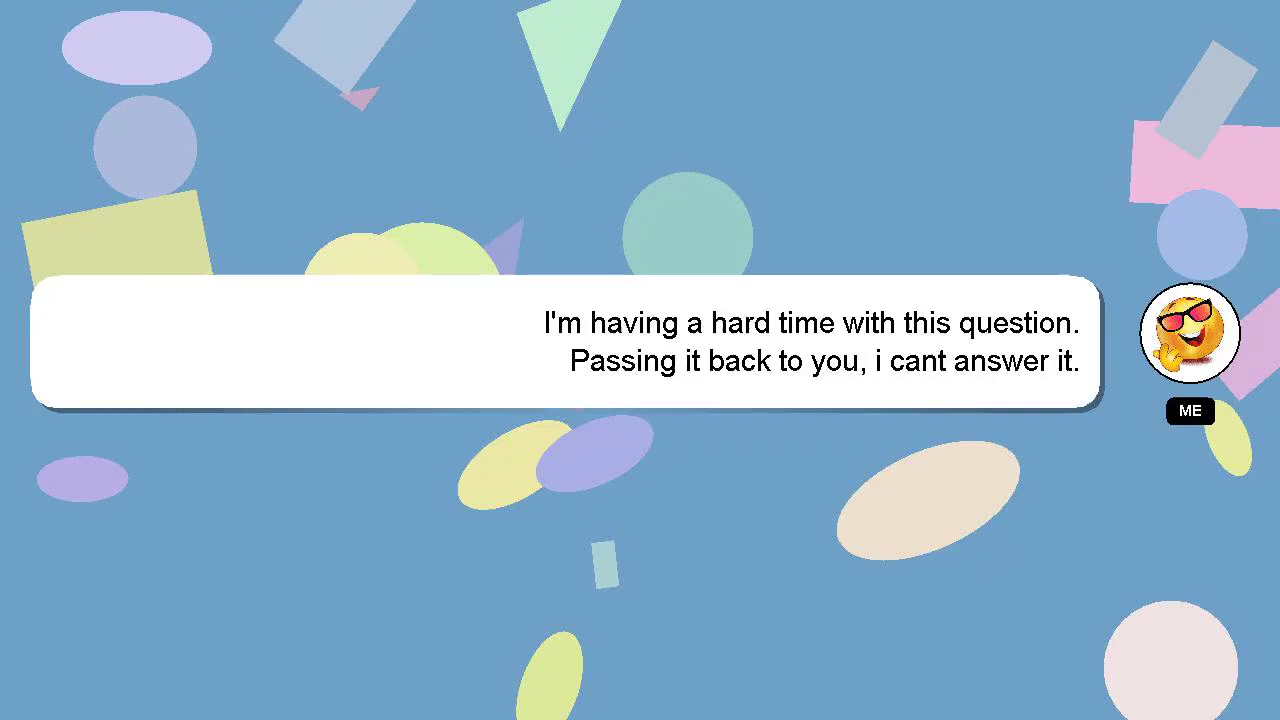 I'm having a hard time with this question.
Passing it back to you, i cant answer it.
ME